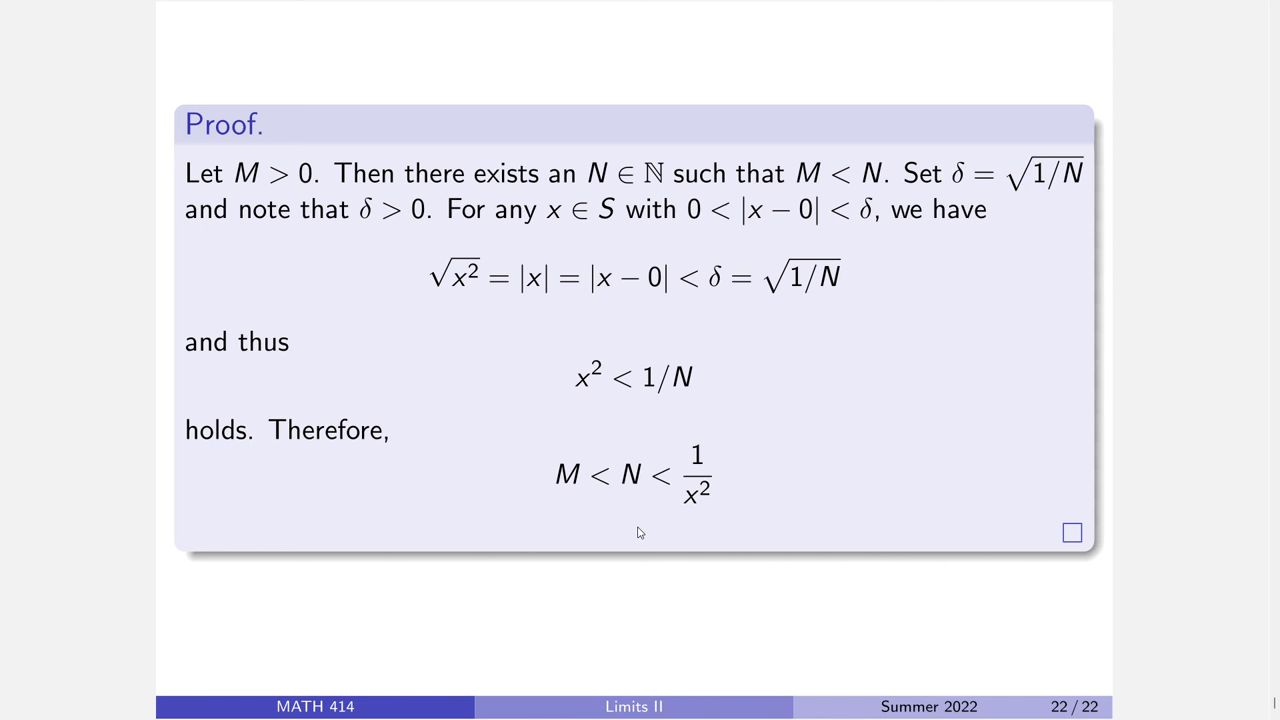 Proof.
Let M > 0. Then there exists an N ∈ ℕ such that M < N. Set δ = √(1/N)
and note that δ > 0. For any x ∈ S with 0 < |x − 0| < δ, we have
√(x²) = |x| = |x − 0| < δ = √(1/N)
and thus
x² < 1/N
holds. Therefore,
M < N < 1/x²
□
MATH 414 Limits II Summer 2022 22 / 22